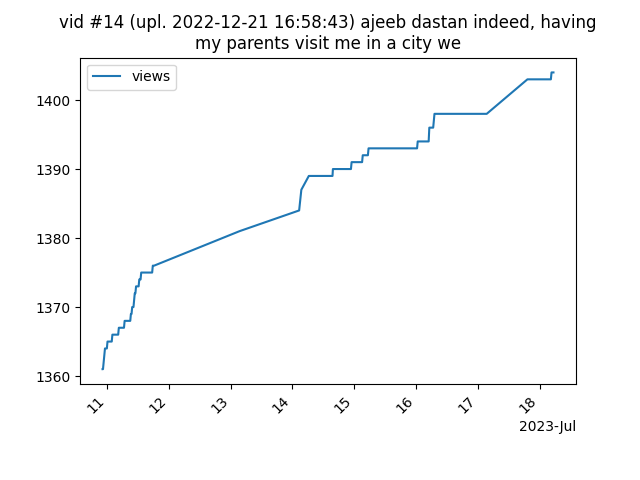 vid #14 (upl. 2022-12-21 16:58:43) ajeeb dastan indeed, having
my parents visit me in a city we
views
1400
1390
1380
1370
1360
11 12 13 14 15 16 17 18
2023-Jul